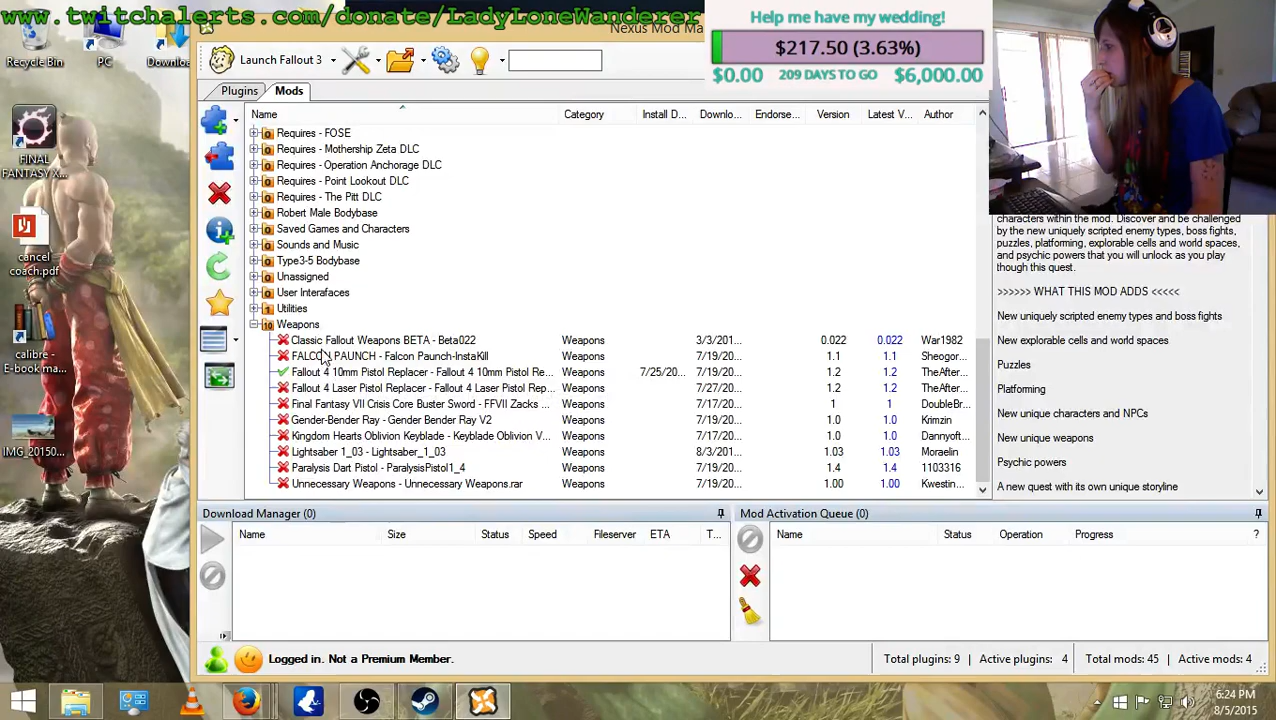 www.twitchalerts.com/donate/LadyLoneWanderer
Nexus Mod Ma
Help me have my wedding!
$217.50 (3.63%)
$0.00 209 DAYS TO GO $6,000.00
Recycle Bin
PC
Downloa
FINAL
FANTASY X...
cancel
coach.pdf
calibre -
E-book ma...
IMG_20150...
Launch Fallout 3
Plugins Mods
Name Category Install D... Downlo... Endorse... Version Latest V... Author
Requires - FOSE
Requires - Mothership Zeta DLC
Requires - Operation Anchorage DLC
Requires - Point Lookout DLC
Requires - The Pitt DLC
Robert Male Bodybase
Saved Games and Characters
Sounds and Music
Type3-5 Bodybase
Unassigned
User Interafaces
Utilities
Weapons
Classic Fallout Weapons BETA - Beta022 Weapons 3/3/201... 0.022 0.022 War1982
FALCON PAUNCH - Falcon Paunch-InstaKill Weapons 7/19/20... 1.1 1.1 Sheogor...
Fallout 4 10mm Pistol Replacer - Fallout 4 10mm Pistol Re... Weapons 7/25/20... 1.2 1.2 TheAfter...
Fallout 4 Laser Pistol Replacer - Fallout 4 Laser Pistol Rep... Weapons 7/27/20... 1.2 1.2 DoubleBr...
Final Fantasy VII Crisis Core Buster Sword - FFVII Zacks ... Weapons 7/19/20... 1 1 DoubleBr...
Gender-Bender Ray - Gender Bender Ray V2 Weapons 7/19/20... 1.0 1.0 Krimzin
Kingdom Hearts Oblivion Keyblade - Keyblade Oblivion V... Weapons 7/17/20... 1.0 1.0 Dannyoft...
Lightsaber 1_03 - Lightsaber_1_03 Weapons 8/3/201... 1.03 1.03 Moraelin
Paralysis Dart Pistol - ParalysisPistol1_4 Weapons 7/19/20... 1.4 1.4 1103316
Unnecessary Weapons - Unnecessary Weapons.rar Weapons 7/19/20... 1.00 1.00 Kwestin...
characters within the mod. Discover and be challenged
by the new uniquely scripted enemy types, boss fights,
puzzles, platforming, explorable cells and world spaces,
and psychic powers that you will unlock as you play
though this quest.
>>>>>> WHAT THIS MOD ADDS <<<<<
New uniquely scripted enemy types and boss fights
New explorable cells and world spaces
Puzzles
Platforming
New unique characters and NPCs
New unique weapons
Psychic powers
A new quest with its own unique storyline
Download Manager (0)
Name Size Status Speed Fileserver ETA T...
Mod Activation Queue (0)
Name Status Operation Progress ?
Logged in. Not a Premium Member.
Total plugins: 9 Active plugins: 4 Total mods: 45 Active mods: 4
6:24 PM
8/5/2015